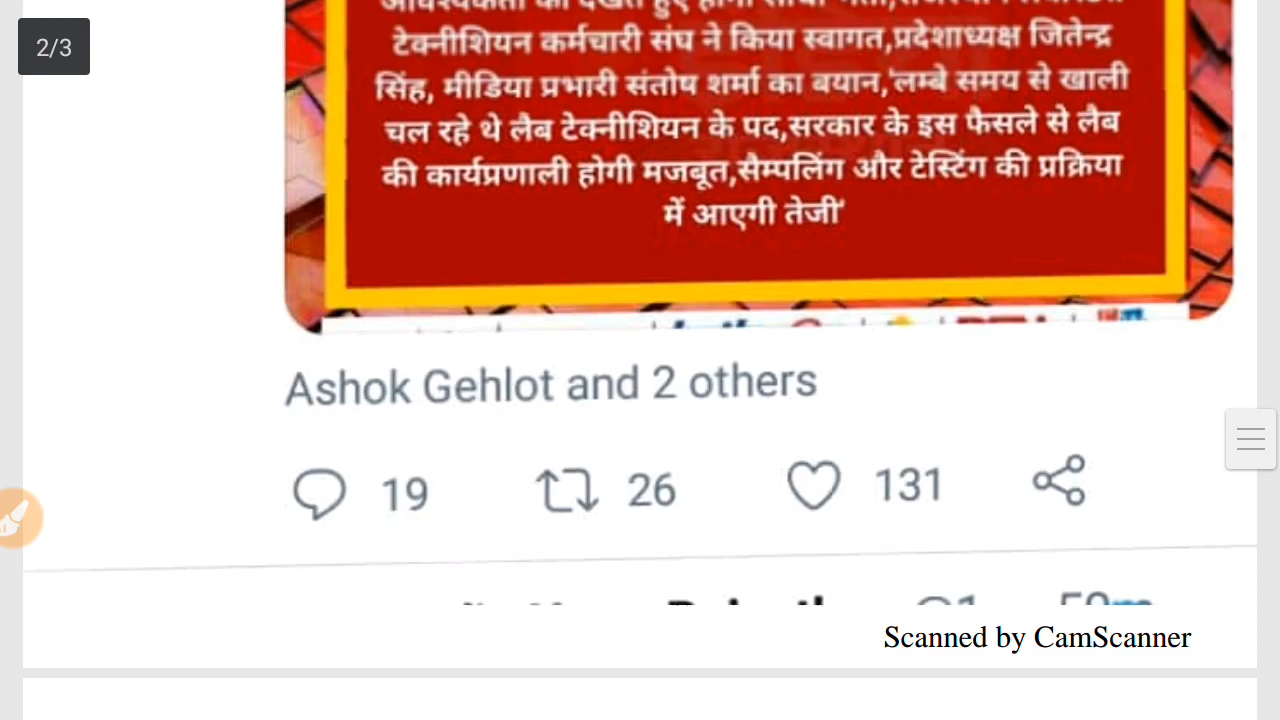 2/3
टेक्नीशियन कर्मचारी संघ ने किया स्वागत,प्रदेशाध्यक्ष जितेन्द्र
सिंह, मीडिया प्रभारी संतोष शर्मा का बयान,'लम्बे समय से खाली
चल रहे थे लैब टेक्नीशियन के पद,सरकार के इस फैसले से लैब
की कार्यप्रणाली होगी मजबूत,सैम्पलिंग और टेस्टिंग की प्रक्रिया
में आएगी तेजी'
Ashok Gehlot and 2 others
19 26 131
Scanned by CamScanner